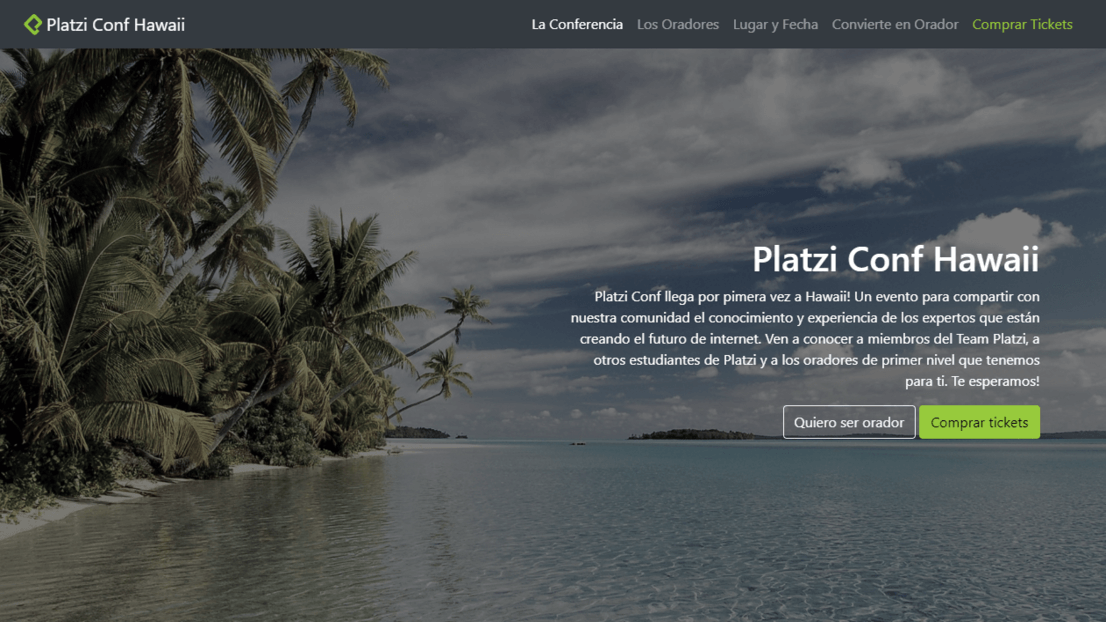 Platzi Conf Hawaii
La Conferencia
Los Oradores
Lugar y Fecha
Convierte en Orador
Comprar Tickets
Platzi Conf Hawaii
Platzi Conf llega por pimera vez a Hawaii! Un evento para compartir con
nuestra comunidad el conocimiento y experiencia de los expertos que están
creando el futuro de internet. Ven a conocer a miembros del Team Platzi, a
otros estudiantes de Platzi y a los oradores de primer nivel que tenemos
para ti. Te esperamos!
Quiero ser orador
Comprar tickets